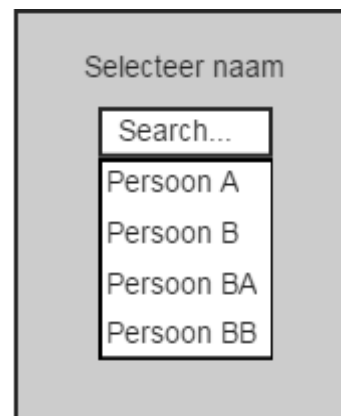 Selecteer naam
Search...
Persoon A
Persoon B
Persoon BA
Persoon BB